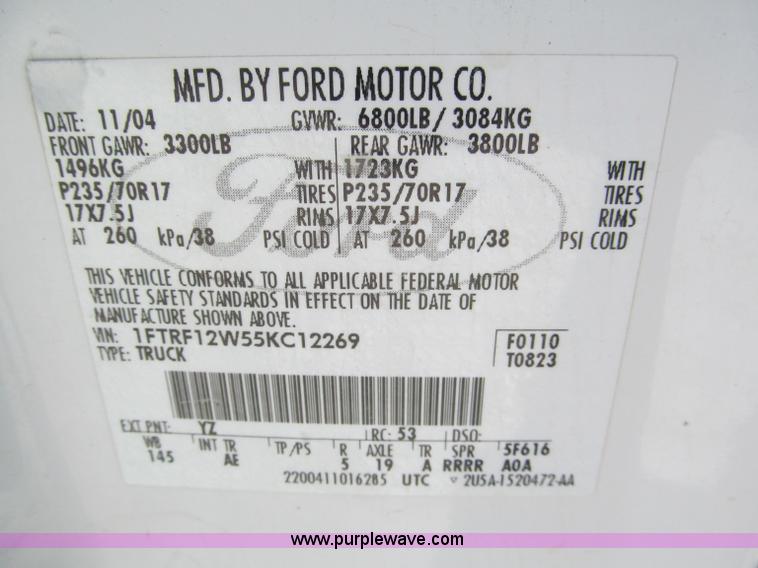 MFD. BY FORD MOTOR CO.
DATE: 11/04 GVWR: 6800LB/ 3084KG
FRONT GAWR: 3300LB REAR GAWR: 3800LB
1496KG WITH 1723KG WITH
P235/70R17 TIRES P235/70R17 TIRES
17X7.5J RIMS 17X7.5J RIMS
AT 260 kPa/38 PSI COLD AT 260 kPa/38 PSI COLD
Ford
THIS VEHICLE CONFORMS TO ALL APPLICABLE FEDERAL MOTOR
VEHICLE SAFETY STANDARDS IN EFFECT ON THE DATE OF
MANUFACTURE SHOWN ABOVE.
VIN: 1FTRF12W55KC12269 F0110
TYPE: TRUCK T0823
EXT PNT: YZ RC: 53 DSO:
WB INT TR TP/PS R AXLE TR SPR 5F616
145 AE 5 19 A RRRR A0A
2200411016285 UTC 2U5A-1520472-AA
www.purplewave.com